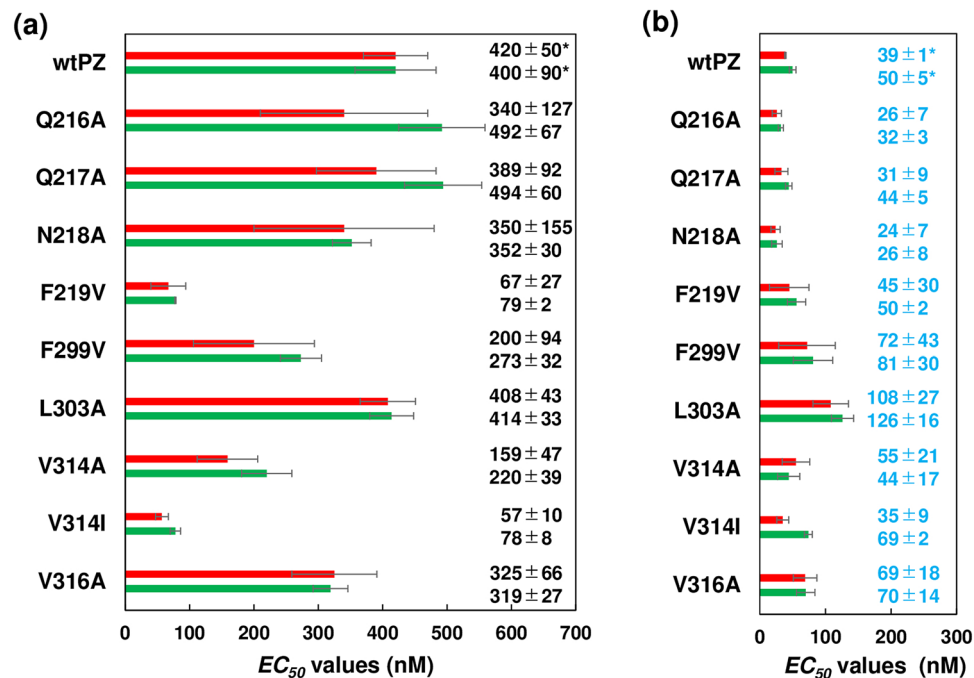 (a)
wtPZ
420±50*
400±90*
Q216A
340±127
492±67
Q217A
389±92
494±60
N218A
350±155
352±30
F219V
67±27
79±2
F299V
200±94
273±32
L303A
408±43
414±33
V314A
159±47
220±39
V314I
57±10
78±8
V316A
325±66
319±27
0 100 200 300 400 500 600 700
EC50 values (nM)
(b)
wtPZ
39±1*
50±5*
Q216A
26±7
32±3
Q217A
31±9
44±5
N218A
24±7
26±8
F219V
45±30
50±2
F299V
72±43
81±30
L303A
108±27
126±16
V314A
55±21
44±17
V314I
35±9
69±2
V316A
69±18
70±14
0 100 200 300
EC50 values (nM)